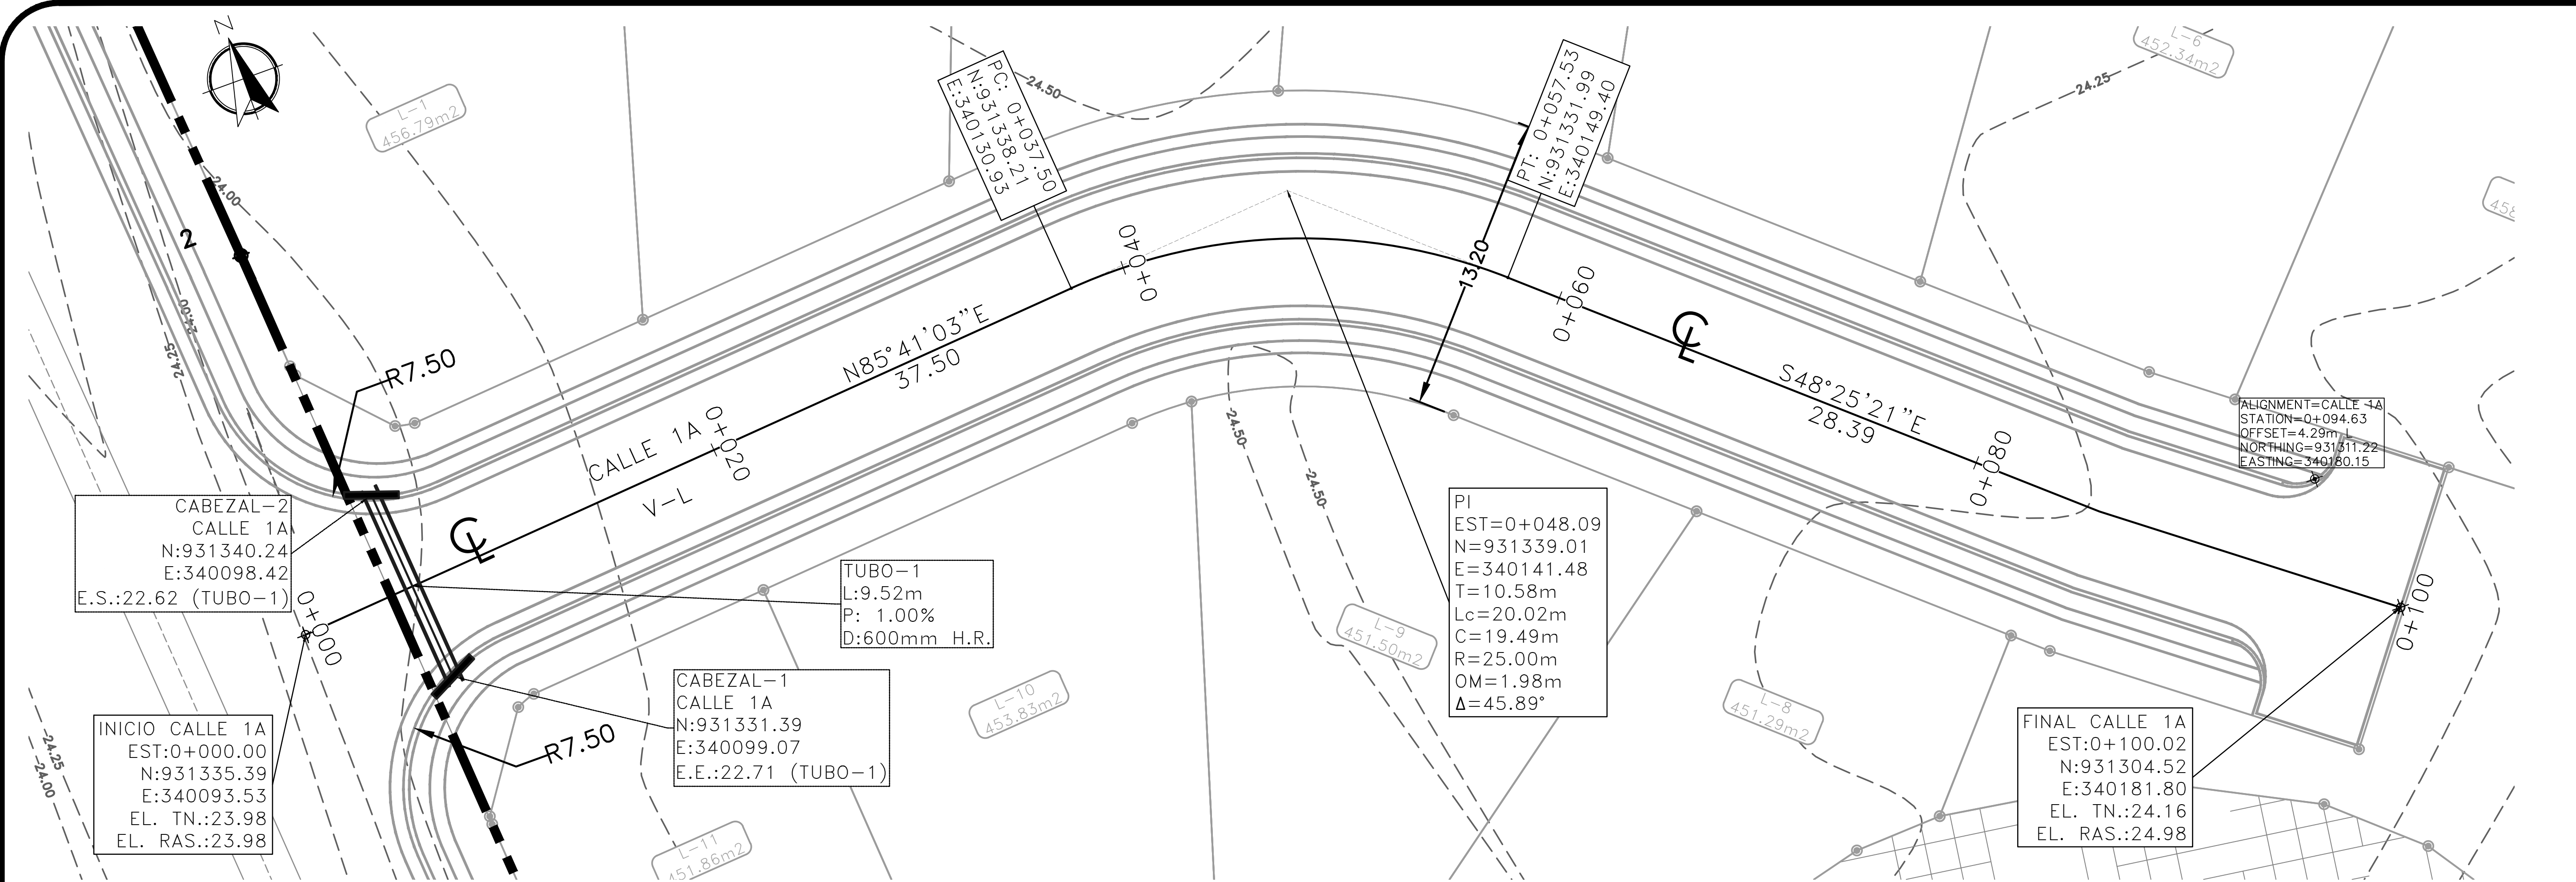 N
L-1
456.79m2
24.50
PC: 0+037.50
N:931338.21
E:340130.93
PT: 0+057.53
N:931331.99
E:340149.40
L-6
452.34m2
24.25
24.00
2
24.00
24.25
R7.50
0+040
13.20
0+060
N85°41'03"E
37.50
CALLE 1A
V-L
0+020
S48°25'21"E
28.39
0+080
ALIGNMENT=CALLE 1A
STATION=0+094.63
OFFSET=4.29m L
NORTHING=931311.22
EASTING=340180.15
24.50
24.50
CABEZAL-2
CALLE 1A
N:931340.24
E:340098.42
E.S.:22.62 (TUBO-1)
0+000
TUBO-1
L:9.52m
P: 1.00%
D:600mm H.R.
PI
EST=0+048.09
N=931339.01
E=340141.48
T=10.58m
Lc=20.02m
C=19.49m
R=25.00m
OM=1.98m
Δ=45.89°
L-9
451.50m2
0+100
CABEZAL-1
CALLE 1A
N:931331.39
E:340099.07
E.E.:22.71 (TUBO-1)
R7.50
L-10
453.83m2
L-8
451.29m2
INICIO CALLE 1A
EST:0+000.00
N:931335.39
E:340093.53
EL. TN.:23.98
EL. RAS.:23.98
24.25
24.00
L-11
451.86m2
FINAL CALLE 1A
EST:0+100.02
N:931304.52
E:340181.80
EL. TN.:24.16
EL. RAS.:24.98